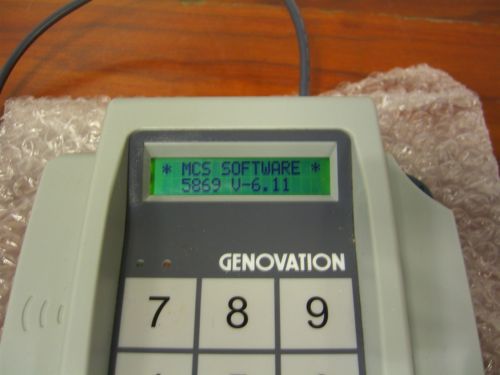 * MCS SOFTWARE *
5869 V-6.11
GENOVATION
7 8 9